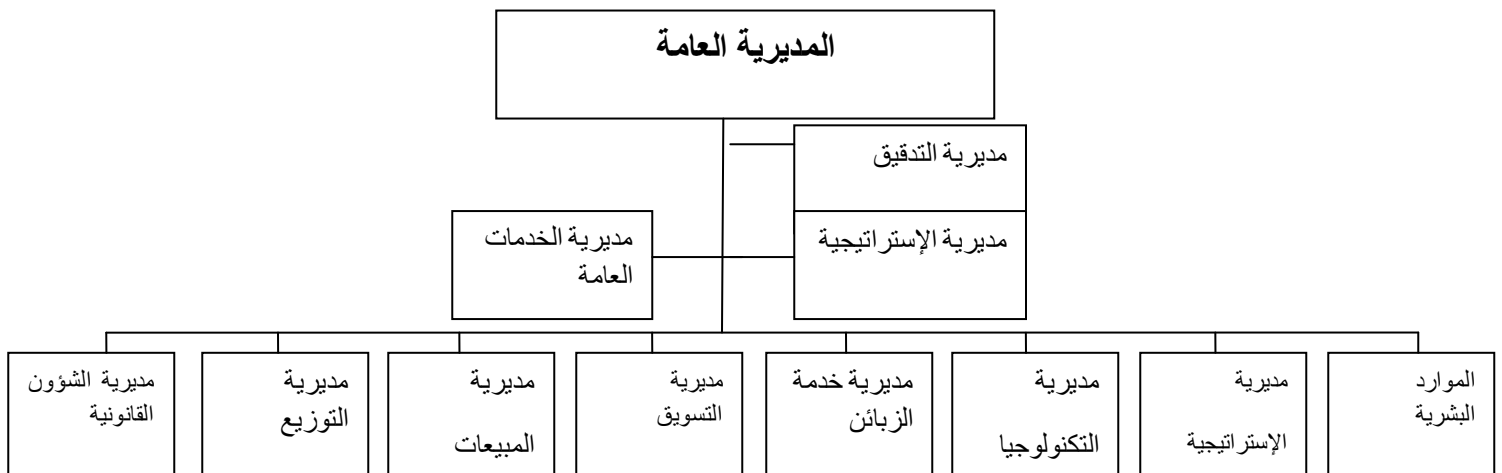 المديرية العامة
مديرية التدقيق
مديرية الإستراتيجية
مديرية الخدمات
العامة
الموارد
البشرية
مديرية
الإستراتيجية
مديرية
التكنولوجيا
مديرية خدمة
الزبائن
مديرية
التسويق
مديرية
المبيعات
مديرية
التوزيع
مديرية الشؤون
القانونية